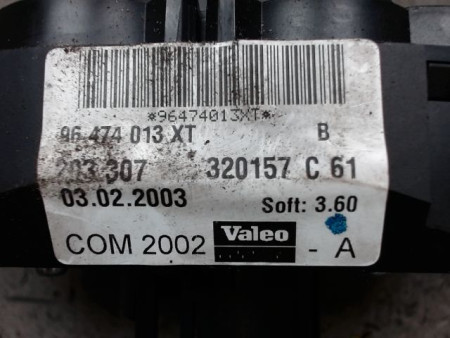 *96474013XT*
96 474 013 XT B
203 307 320157 C 61
03.02.2003 Soft: 3.60
COM 2002 Valeo - A